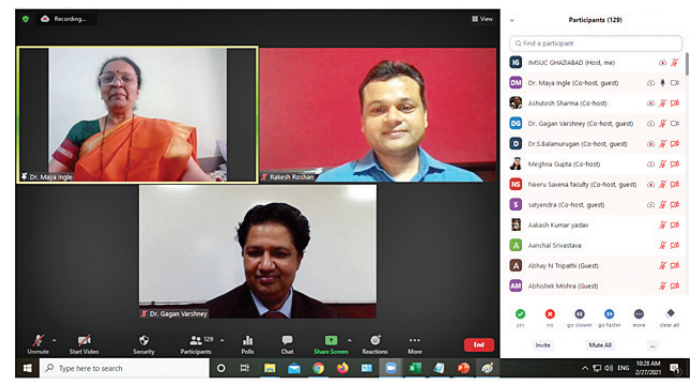 Recording...
View
Dr. Maya Ingle
Rakesh Roshan
Dr. Gagan Varshney
Unmute
Start Video
Security
129
Participants
Polls
Chat
Share Screen
Reactions
More
End
Participants (129)
Find a participant
IG IMSUC GHAZIABAD (Host, me)
DM Dr. Maya Ingle (Co-host, guest)
Ashutosh Sharma (Co-host)
DG Dr. Gagan Varshney (Co-host, guest)
D Dr.S.Balamurugan (Co-host, guest)
Meghna Gupta (Co-host)
NS Neeru Saxena faculty (Co-host, guest)
S satyendra (Co-host, guest)
Aakash Kumar yadav
A Aanchal Srivastava
A Abhay N Tripathi (Guest)
AM Abhishek Mishra (Guest)
yes no go slower go faster more clear all
Invite Mute All ...
Type here to search
ENG
10:28 AM
2/27/2021